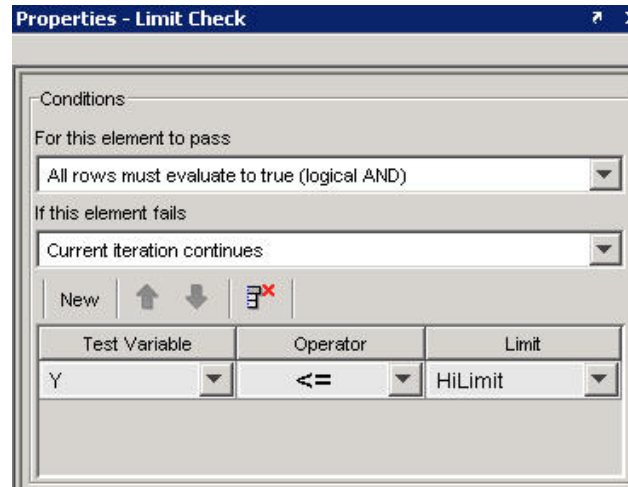 Properties - Limit Check
Conditions
For this element to pass
All rows must evaluate to true (logical AND)
If this element fails
Current iteration continues
New
Test Variable Operator Limit
Y <= HiLimit